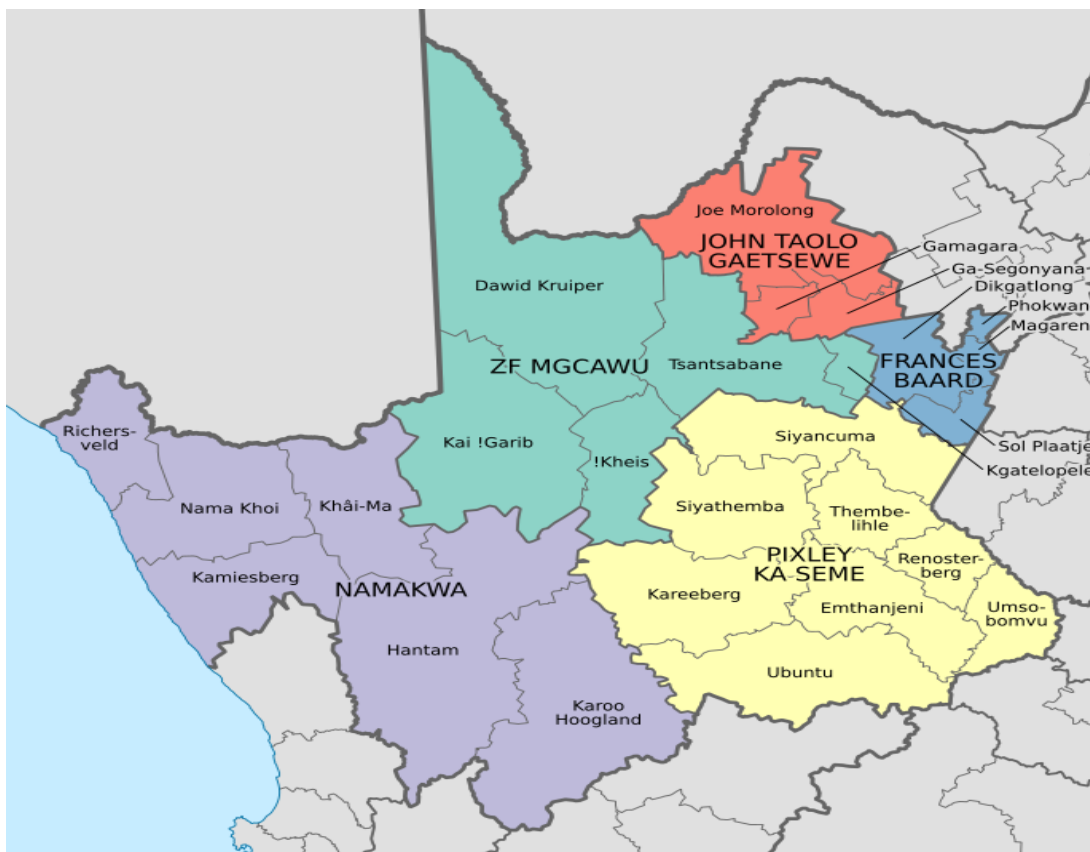 Joe Morolong
JOHN TAOLO
GAETSEWE
Gamagara
Ga-Segonyana
Dikgatlong
Phokwan
Magaren
Dawid Kruiper
ZF MGCAWU
Tsantsabane
FRANCES
BAARD
Richers-
veld
Kai !Garib
!Kheis
Siyancuma
Sol Plaatje
Kgatelopele
Nama Khoi
Khâi-Ma
Siyathemba
Thembe-
lihle
PIXLEY
KA SEME
Renoster-
berg
Kamiesberg
NAMAKWA
Kareeberg
Emthanjeni
Umso-
bomvu
Hantam
Ubuntu
Karoo
Hoogland